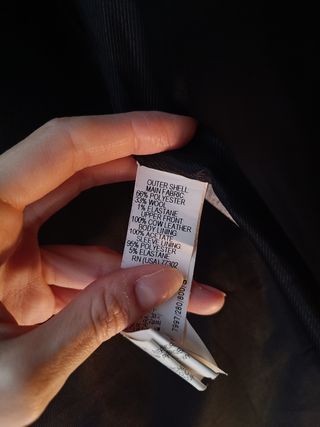 OUTER SHELL
MAIN FABRIC
66% POLYESTER
33% WOOL
1% ELASTANE
UPPER FRONT
100% COW LEATHER
BODY LINING
100% ACETATE
SLEEVE LINING
95% POLYESTER
5% ELASTANE
RN (USA) 77302